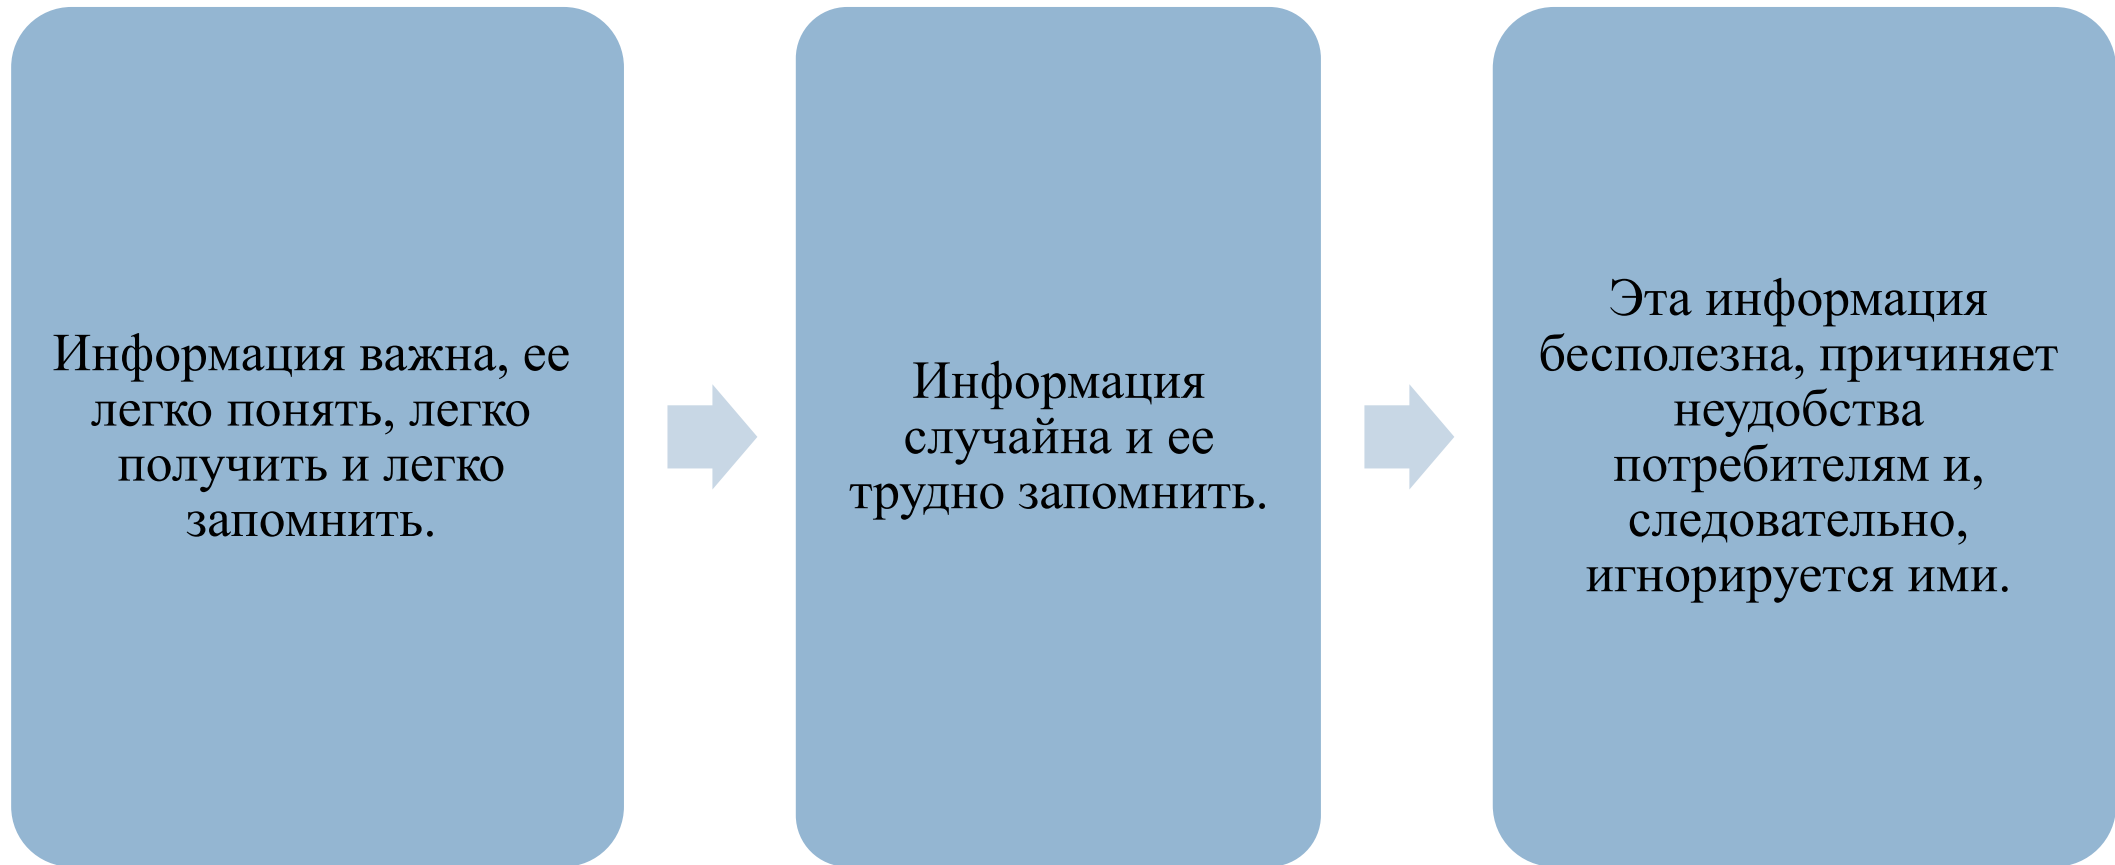 Информация важна, ее
легко понять, легко
получить и легко
запомнить.
Информация
случайна и ее
трудно запомнить.
Эта информация
бесполезна, причиняет
неудобства
потребителям и,
следовательно,
игнорируется ими.